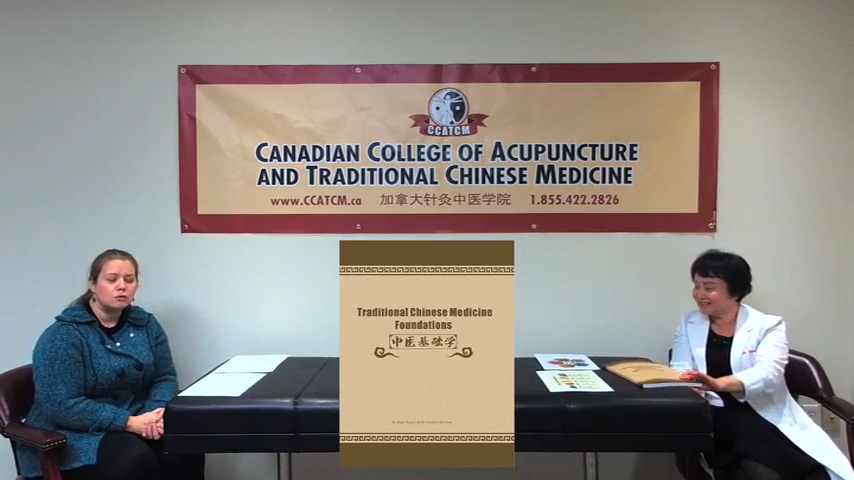 CCATCM
CANADIAN COLLEGE OF ACUPUNCTURE
AND TRADITIONAL CHINESE MEDICINE
www.CCATCM.ca 加拿大针灸中医学院 1.855.422.2826
Traditional Chinese Medicine
Foundations
中医基础学